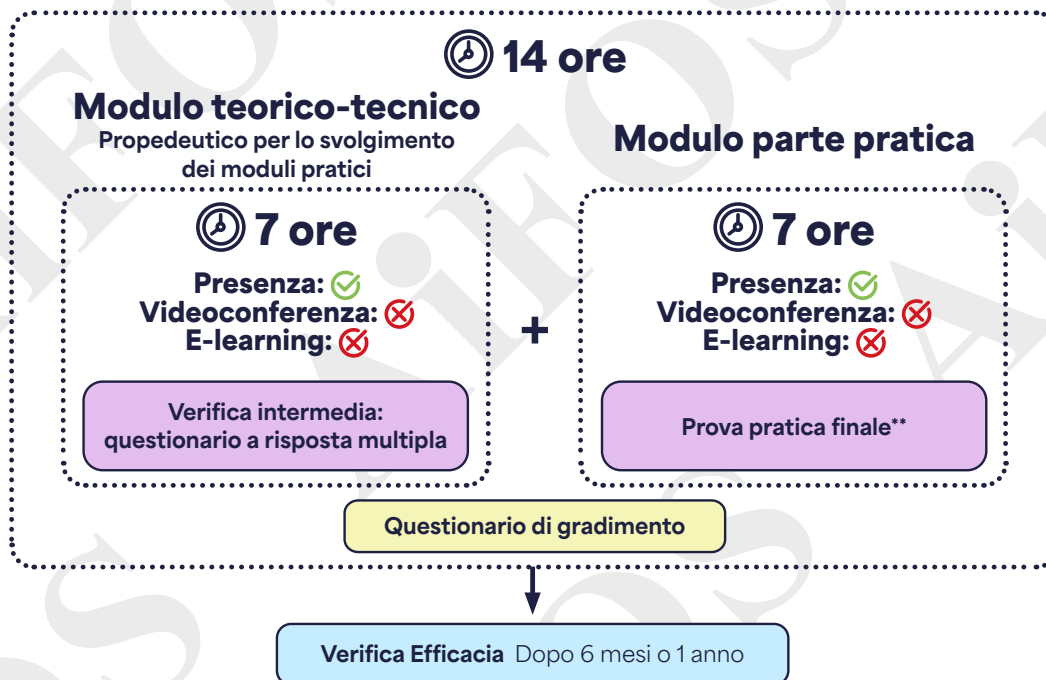 14 ore
Modulo teorico-tecnico
Propedeutico per lo svolgimento
dei moduli pratici
7 ore
Presenza:
Videoconferenza:
E-learning:
Verifica intermedia:
questionario a risposta multipla
+
Modulo parte pratica
7 ore
Presenza:
Videoconferenza:
E-learning:
Prova pratica finale**
Questionario di gradimento
Verifica Efficacia Dopo 6 mesi o 1 anno
AiFOS